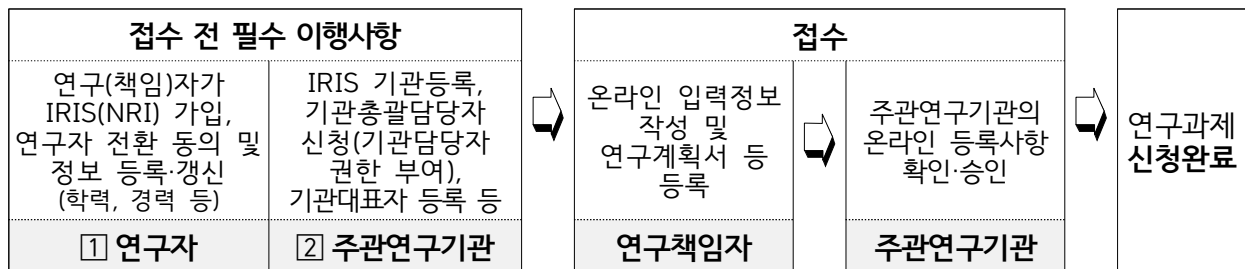 접수 전 필수 이행사항
연구(책임)자가
IRIS(NRI) 가입,
연구자 전환 동의 및
정보 등록·갱신
(학력, 경력 등)
1 연구자
IRIS 기관등록,
기관총괄담당자
신청(기관담당자
권한 부여),
기관대표자 등록 등
2 주관연구기관
접수
온라인 입력정보
작성 및
연구계획서 등
등록
연구책임자
주관연구기관의
온라인 등록사항
확인·승인
주관연구기관
연구과제
신청완료